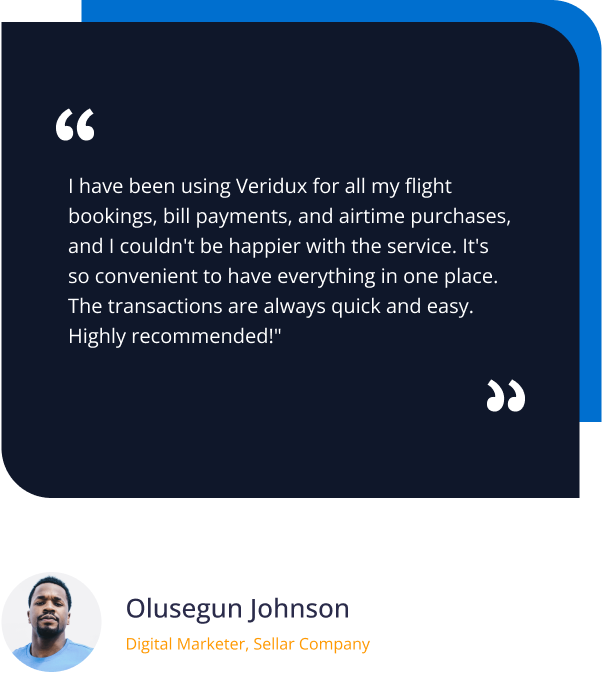 “
I have been using Veridux for all my flight
bookings, bill payments, and airtime purchases,
and I couldn't be happier with the service. It's
so convenient to have everything in one place.
The transactions are always quick and easy.
Highly recommended!"
”
Olusegun Johnson
Digital Marketer, Sellar Company